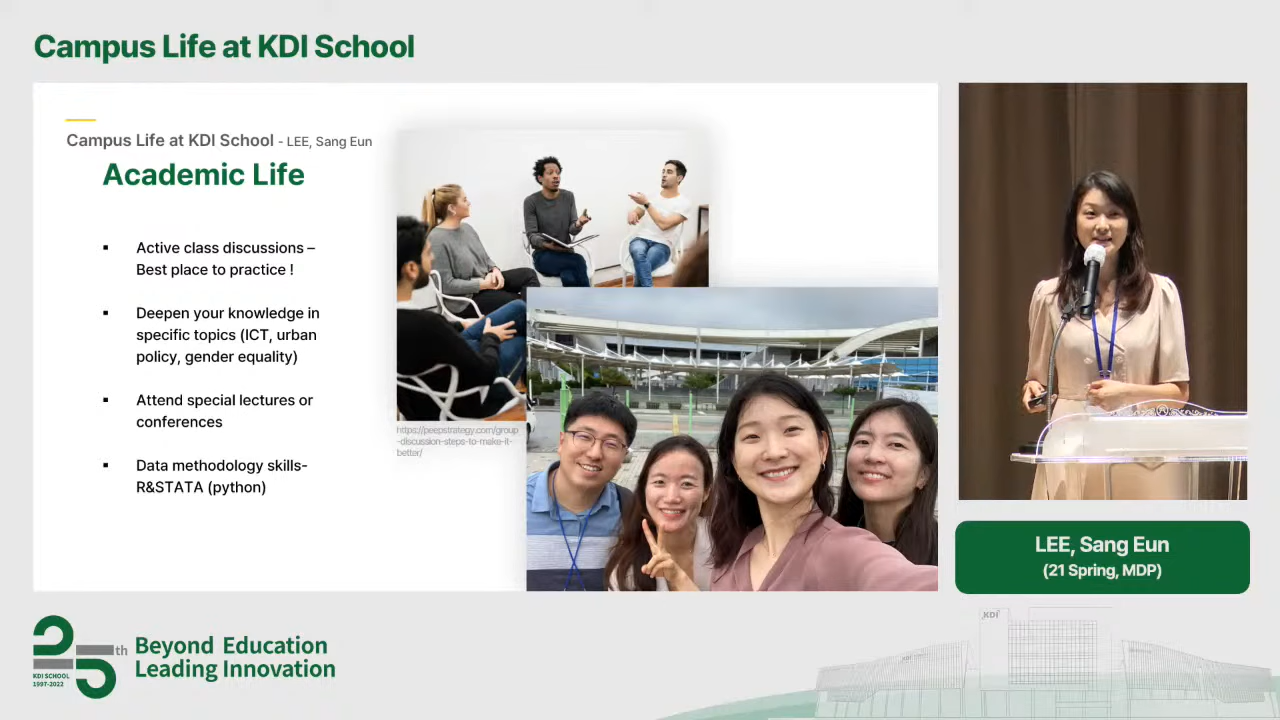 Campus Life at KDI School
Campus Life at KDI School - LEE, Sang Eun
Academic Life
▪ Active class discussions –
Best place to practice !
▪ Deepen your knowledge in
specific topics (ICT, urban
policy, gender equality)
▪ Attend special lectures or
conferences
▪ Data methodology skills-
R&STATA (python)
https://peepstrategy.com/group
-discussion-steps-to-make-it-
better/
LEE, Sang Eun
(21 Spring, MDP)
25th
KDI SCHOOL
1997-2022
Beyond Education
Leading Innovation
KDI